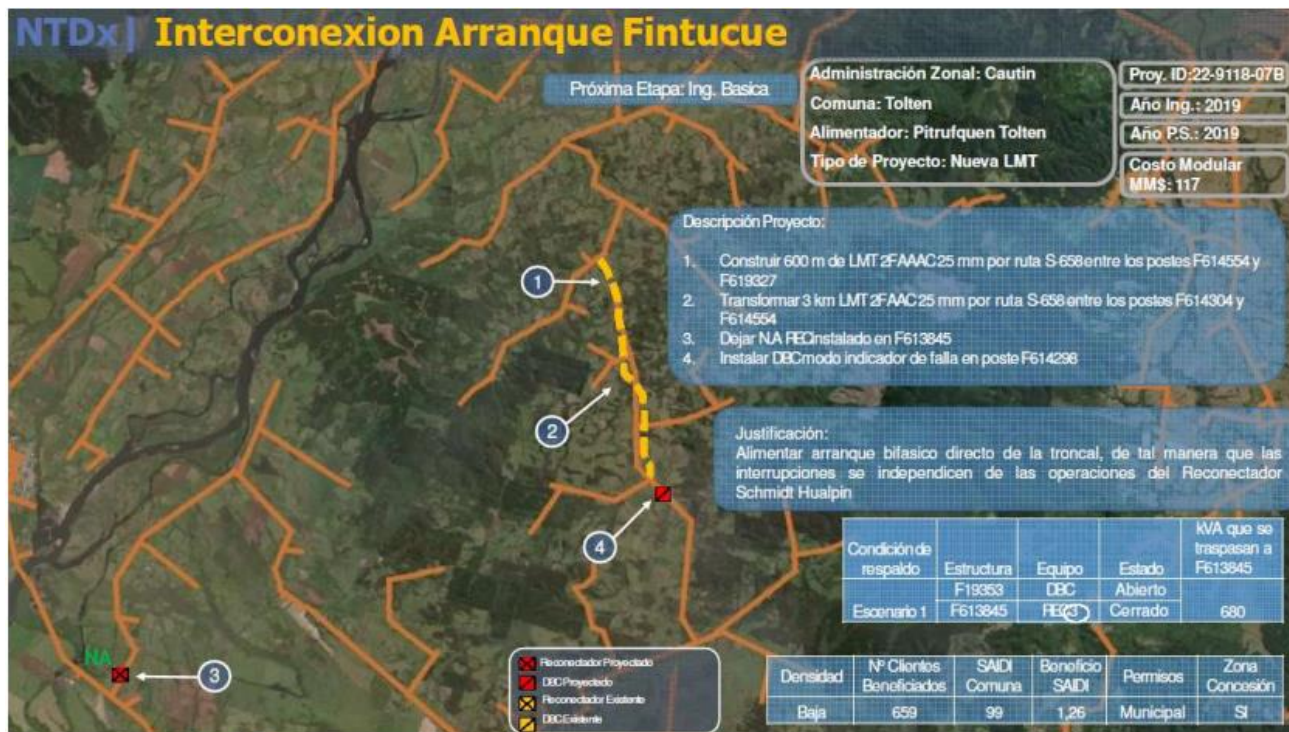 NTDx| Interconexion Arranque Fintucue
Próxima Etapa: Ing. Basica
Administración Zonal: Cautin
Comuna: Tolten
Alimentador: Pitrufquen Tolten
Tipo de Proyecto: Nueva LMT
Proy. ID:22-9118-07B
Año Ing.: 2019
Año P.S.: 2019
Costo Modular
MM$: 117
Descripción Proyecto:
1. Construir 600 m de LMT 2FAAAC 25 mm por ruta S-658 entre los postes F614554 y
F619327
2. Transformar 3 km LMT 2FAAC 25 mm por ruta S-658 entre los postes F614304 y
F614554
3. Dejar NA REC instalado en F613845
4. Instalar DBC modo indicador de falla en poste F614298
1
2
4
3
NA
Justificación:
Alimentar arranque bifasico directo de la troncal, de tal manera que las
interrupciones se independicen de las operaciones del Reconectador
Schmidt Hualpin
Condición de respaldo Estructura Equipo Estado kVA que se traspasan a F613845
F19353 DBC Abierto
Escenario 1 F613845 Cerrado 680
Reconectador Proyectado
DBC Proyectado
Reconectador Existente
DBC Existente
Densidad Nº Clientes Beneficiados SAIDI Comuna Beneficio SAIDI Permisos Zona Concesión
Baja 659 99 1,26 Municipal SI